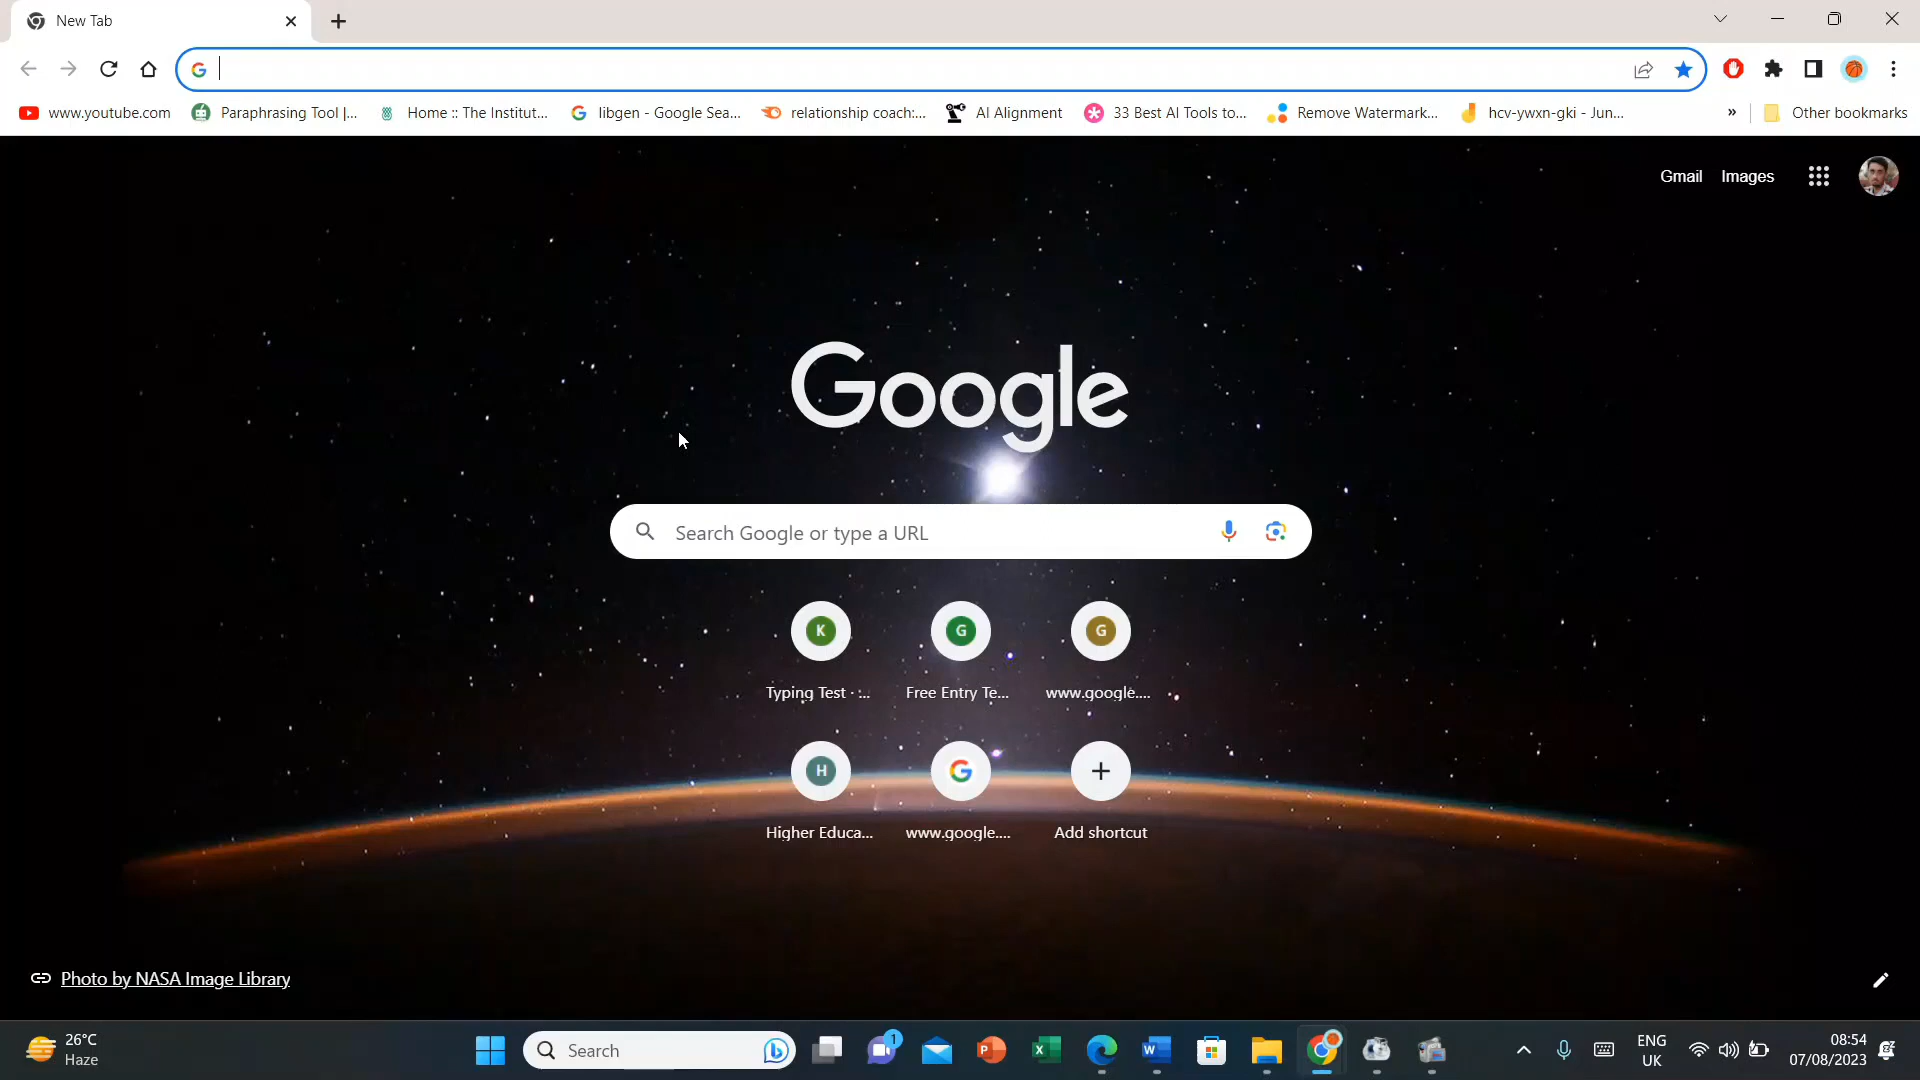 New Tab
www.youtube.com
Paraphrasing Tool |...
Home :: The Institut...
libgen - Google Sea...
relationship coach:...
AI Alignment
33 Best AI Tools to...
Remove Watermark...
hcv-ywxn-gki - Jun...
»
Other bookmarks
Gmail
Images
Google
Search Google or type a URL
K
G
G
Typing Test · :...
Free Entry Te...
www.google....
H
Higher Educa...
www.google....
Add shortcut
Photo by NASA Image Library
26°C
Haze
Search
1
ENG
UK
08:54
07/08/2023